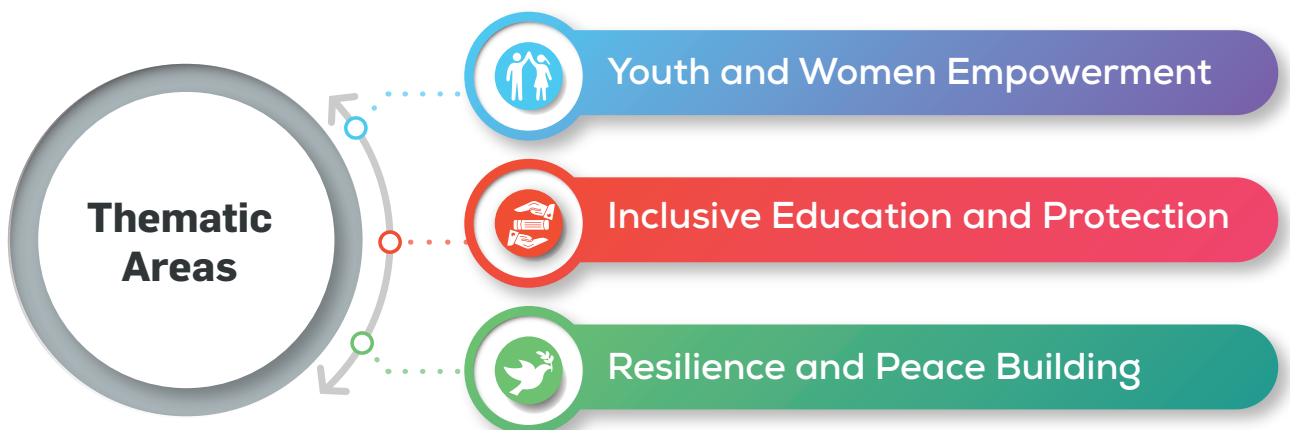 Thematic
Areas
Youth and Women Empowerment
Inclusive Education and Protection
Resilience and Peace Building